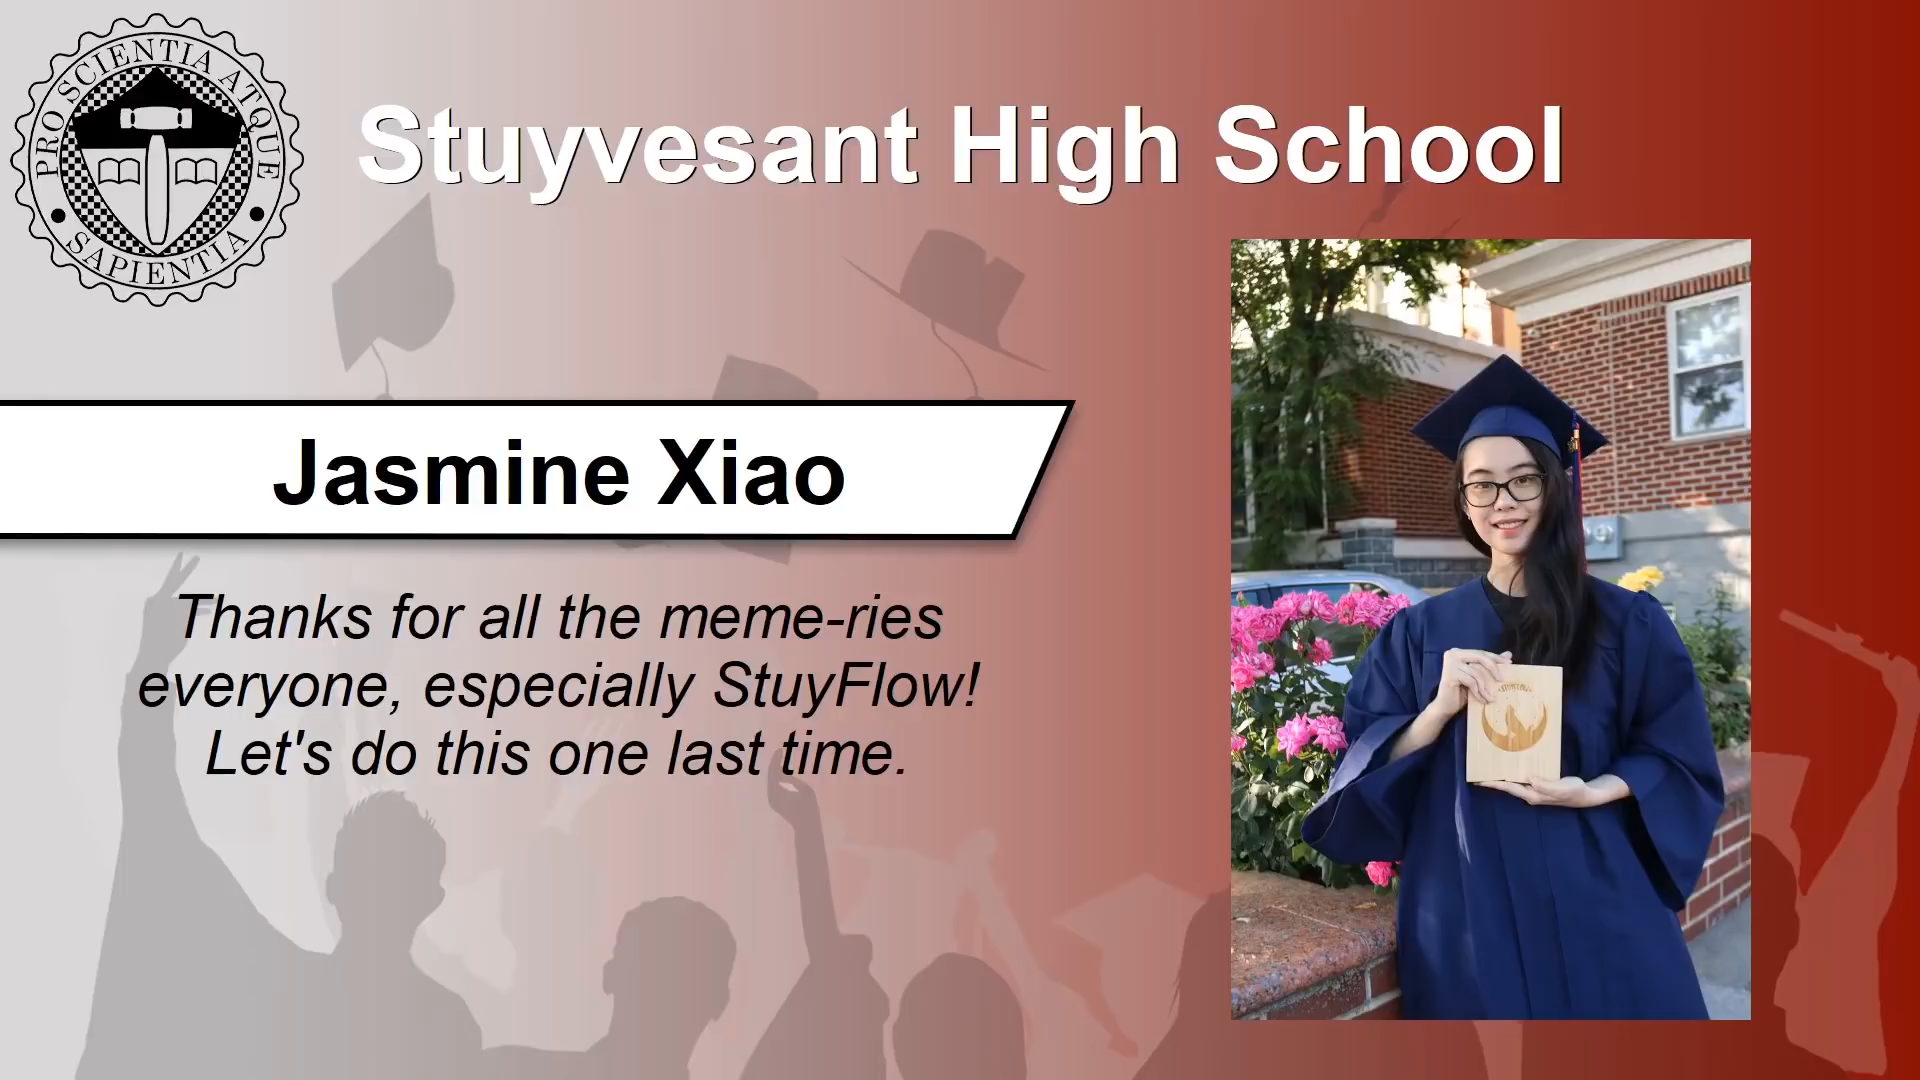 PRO SCIENTIA ATQUE
SAPIENTIA
Stuyvesant High School
Jasmine Xiao
Thanks for all the meme-ries
everyone, especially StuyFlow!
Let's do this one last time.